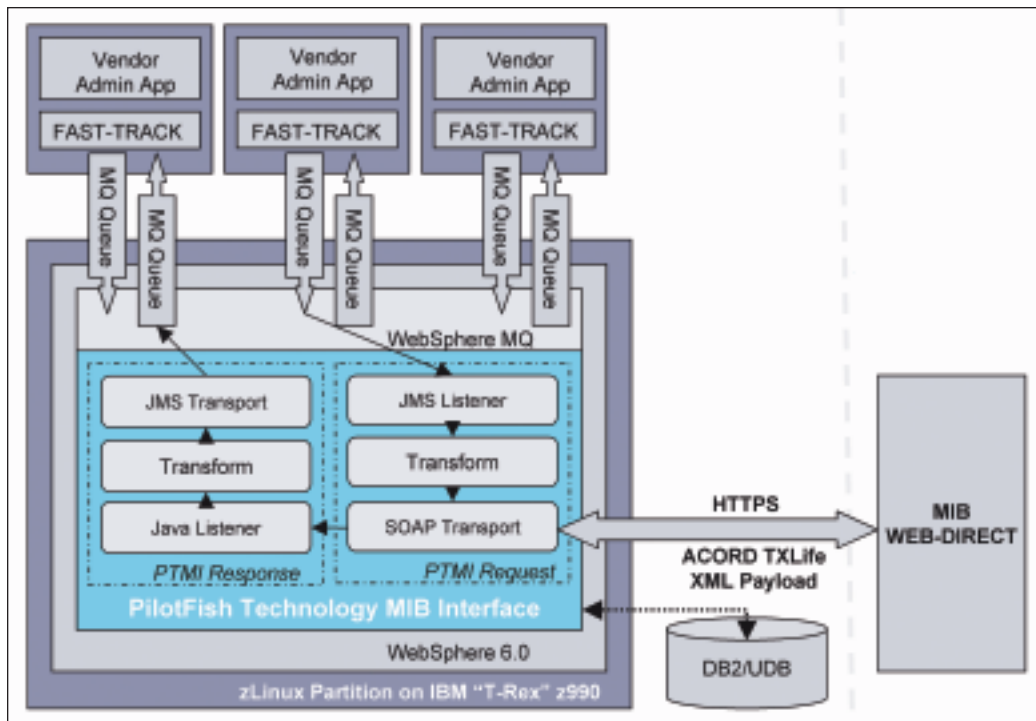 Vendor
Admin App
FAST-TRACK
Vendor
Admin App
FAST-TRACK
Vendor
Admin App
FAST-TRACK
MQ Queue
MQ Queue
MQ Queue
MQ Queue
MQ Queue
MQ Queue
WebSphere MQ
JMS Transport
Transform
Java Listener
PTMI Response
JMS Listener
Transform
SOAP Transport
PTMI Request
PilotFish Technology MIB Interface
WebSphere 6.0
zLinux Partition on IBM “T-Rex” z990
HTTPS
ACORD TXLife
XML Payload
DB2/UDB
MIB
WEB-DIRECT